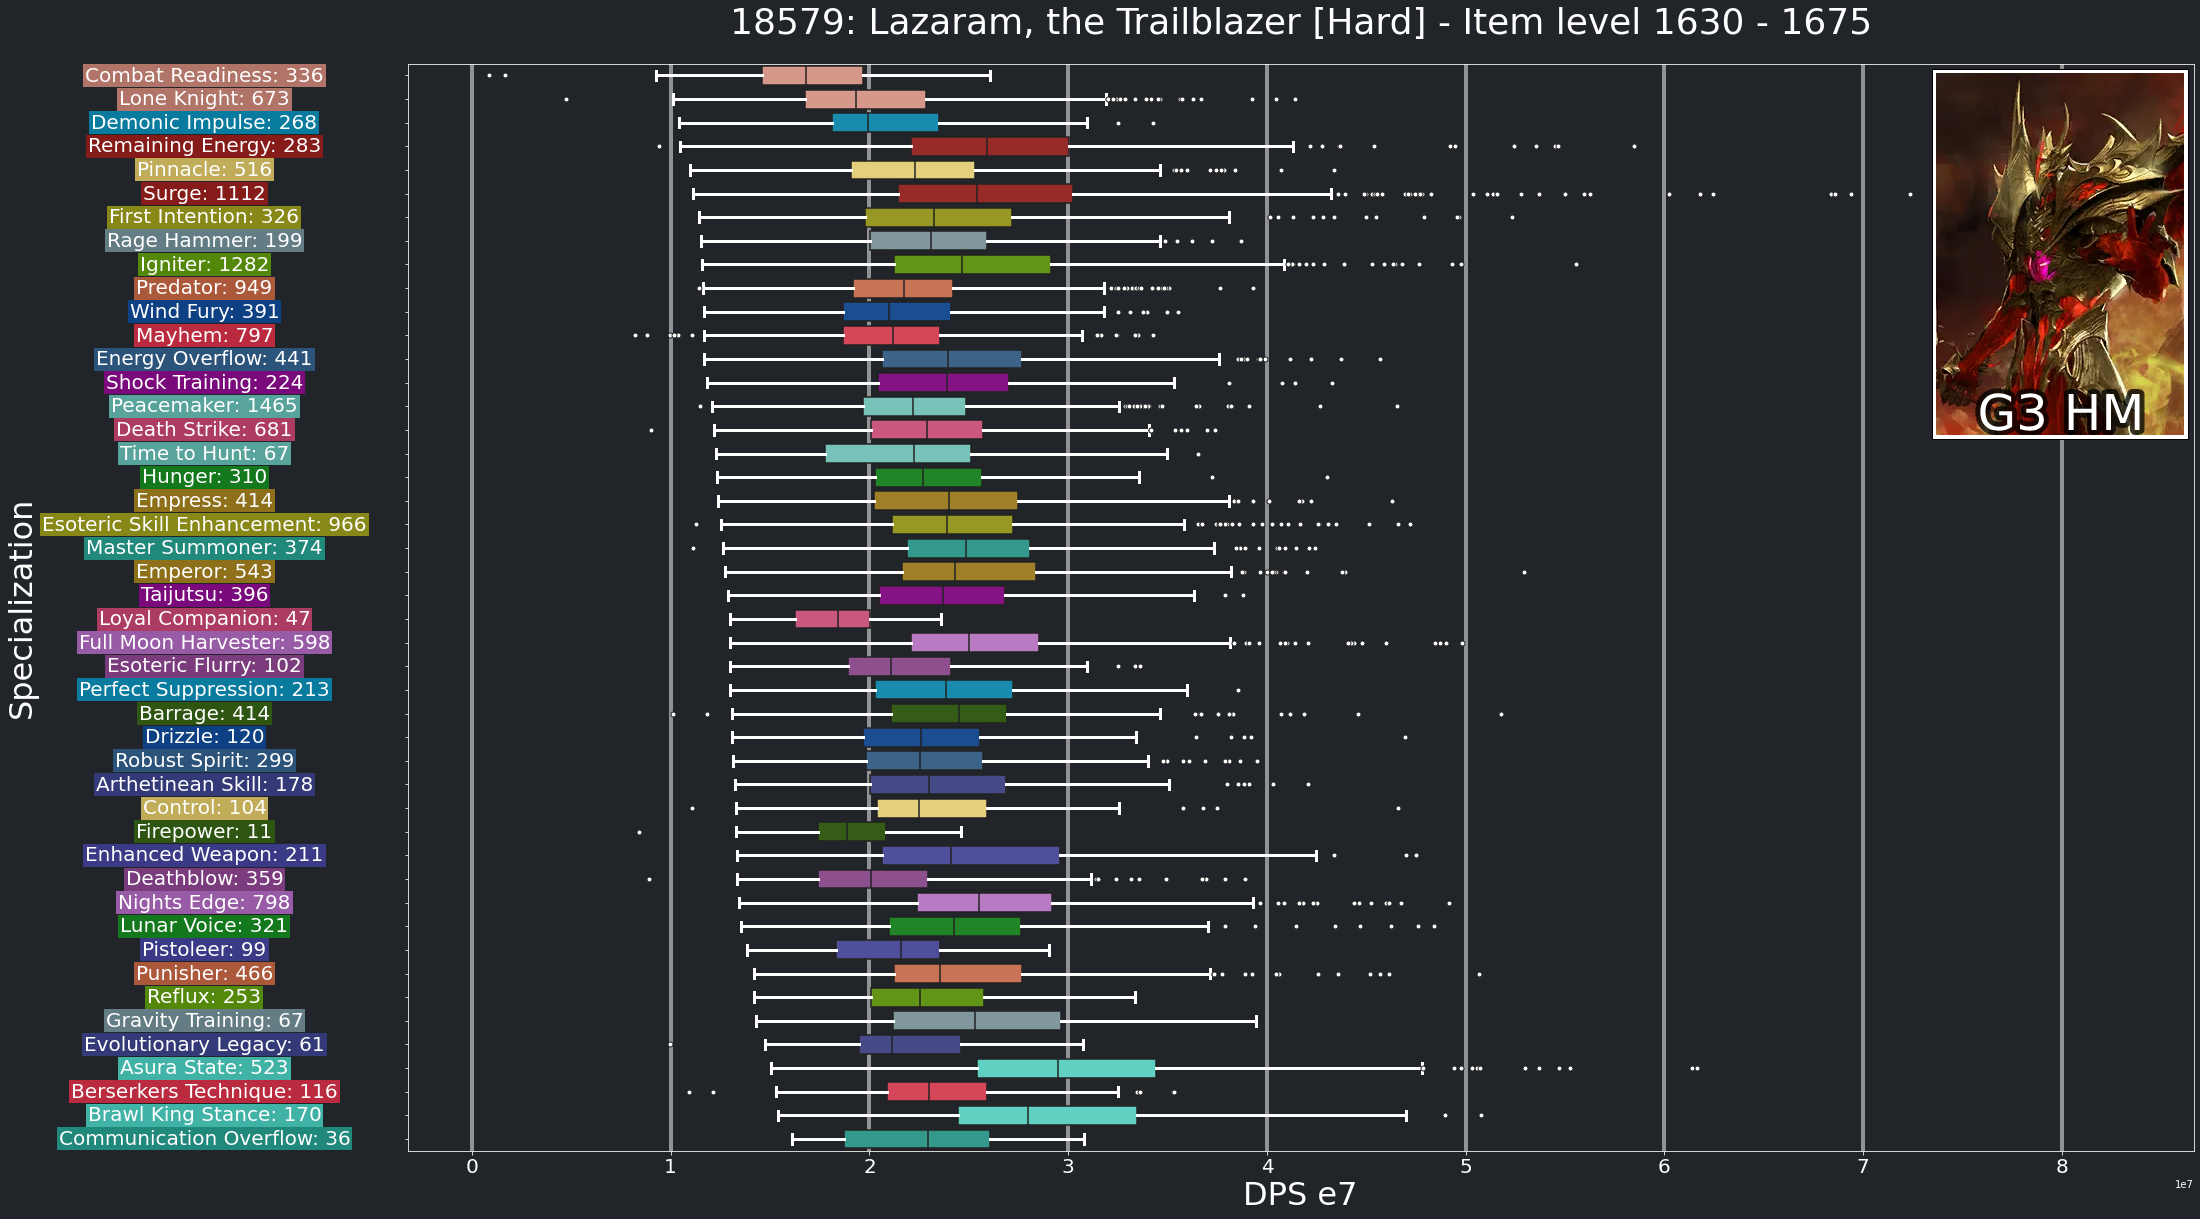 18579: Lazaram, the Trailblazer [Hard] - Item level 1630 - 1675
Combat Readiness: 336
Lone Knight: 673
Demonic Impulse: 268
Remaining Energy: 283
Pinnacle: 516
Surge: 1112
First Intention: 326
Rage Hammer: 199
Igniter: 1282
Predator: 949
Wind Fury: 391
Mayhem: 797
Energy Overflow: 441
Shock Training: 224
Peacemaker: 1465
Death Strike: 681
Time to Hunt: 67
Hunger: 310
Empress: 414
Esoteric Skill Enhancement: 966
Master Summoner: 374
Emperor: 543
Taijutsu: 396
Loyal Companion: 47
Full Moon Harvester: 598
Esoteric Flurry: 102
Perfect Suppression: 213
Barrage: 414
Drizzle: 120
Robust Spirit: 299
Arthetinean Skill: 178
Control: 104
Firepower: 11
Enhanced Weapon: 211
Deathblow: 359
Nights Edge: 798
Lunar Voice: 321
Pistoleer: 99
Punisher: 466
Reflux: 253
Gravity Training: 67
Evolutionary Legacy: 61
Asura State: 523
Berserkers Technique: 116
Brawl King Stance: 170
Communication Overflow: 36
Specialization
G3 HM
0 1 2 3 4 5 6 7 8
1e7
DPS e7